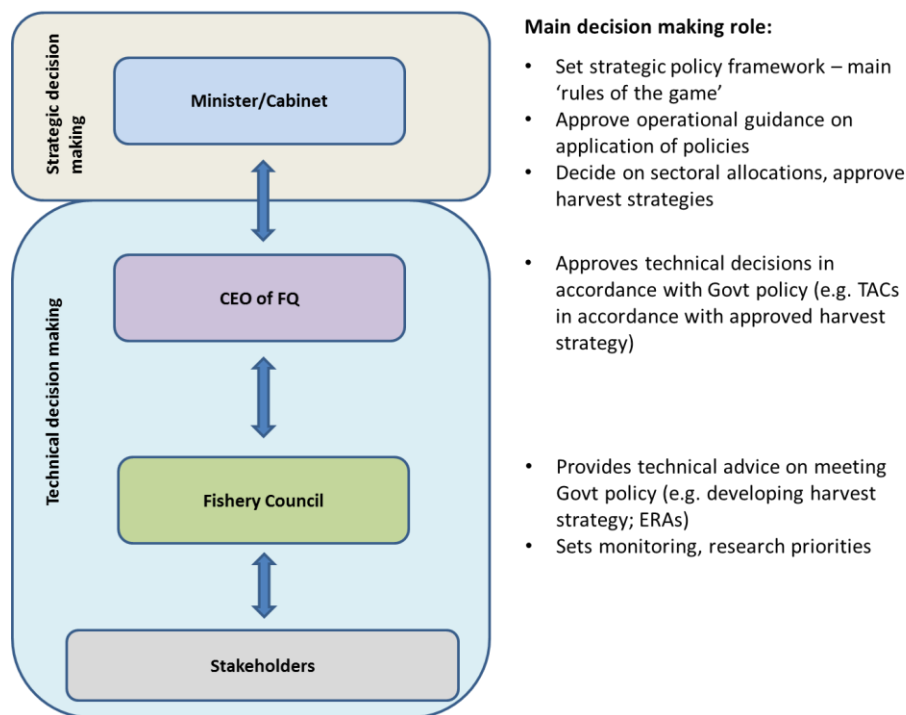 Strategic decision
making
Minister/Cabinet
Technical decision making
CEO of FQ
Fishery Council
Stakeholders
Main decision making role:
• Set strategic policy framework – main
‘rules of the game’
• Approve operational guidance on
application of policies
• Decide on sectoral allocations, approve
harvest strategies
• Approves technical decisions in
accordance with Govt policy (e.g. TACs
in accordance with approved harvest
strategy)
• Provides technical advice on meeting
Govt policy (e.g. developing harvest
strategy; ERAs)
• Sets monitoring, research priorities